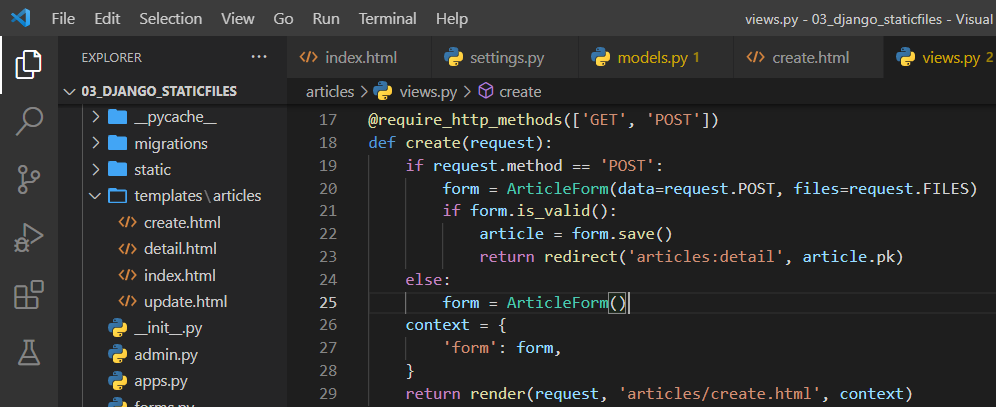 File Edit Selection View Go Run Terminal Help views.py - 03_django_staticfiles - Visual
EXPLORER ···
index.html settings.py models.py 1 create.html views.py 2
03_DJANGO_STATICFILES
articles > views.py > create
__pycache__
migrations
static
templates\articles
create.html
detail.html
index.html
update.html
__init__.py
admin.py
apps.py
forms.py
17 @require_http_methods(['GET', 'POST'])
18 def create(request):
19 if request.method == 'POST':
20 form = ArticleForm(data=request.POST, files=request.FILES)
21 if form.is_valid():
22 article = form.save()
23 return redirect('articles:detail', article.pk)
24 else:
25 form = ArticleForm()
26 context = {
27 'form': form,
28 }
29 return render(request, 'articles/create.html', context)